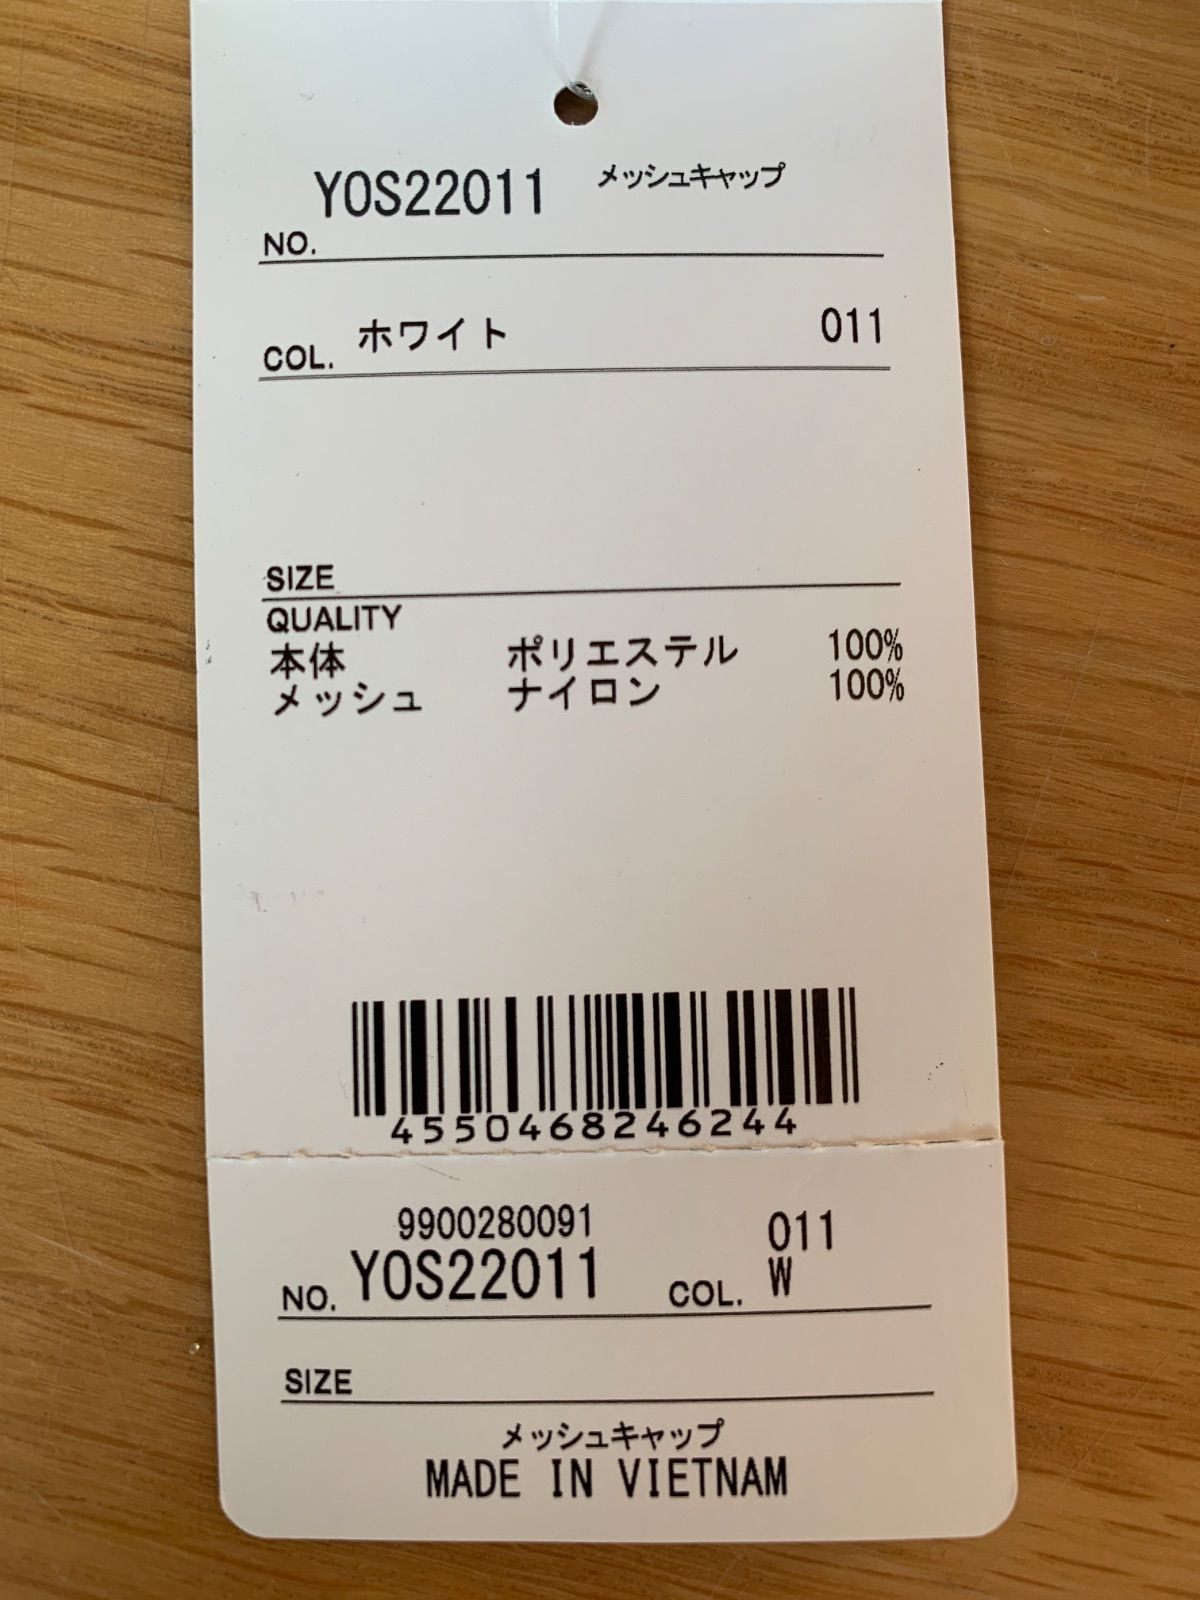 YOS22011 メッシュキャップ
NO.
COL. ホワイト 011
SIZE
QUALITY
本体 ポリエステル 100%
メッシュ ナイロン 100%
4550468246244
9900280091 011
NO. YOS22011 COL. W
SIZE
メッシュキャップ
MADE IN VIETNAM